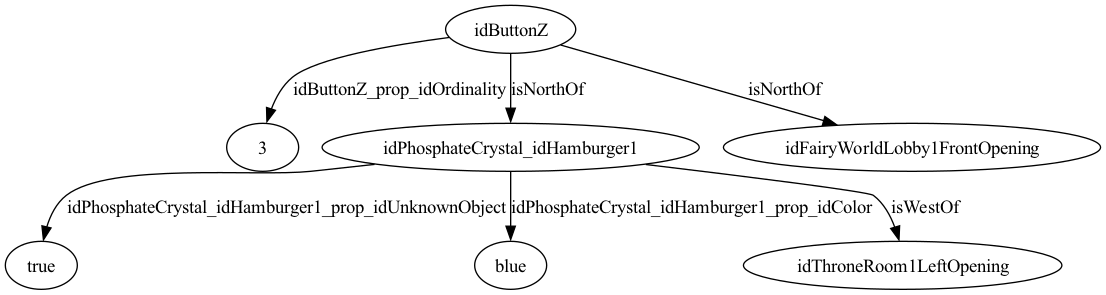 idButtonZ
idButtonZ_prop_idOrdinality
isNorthOf
isNorthOf
3
idPhosphateCrystal_idHamburger1
idFairyWorldLobby1FrontOpening
idPhosphateCrystal_idHamburger1_prop_idUnknownObject
idPhosphateCrystal_idHamburger1_prop_idColor
isWestOf
true
blue
idThroneRoom1LeftOpening